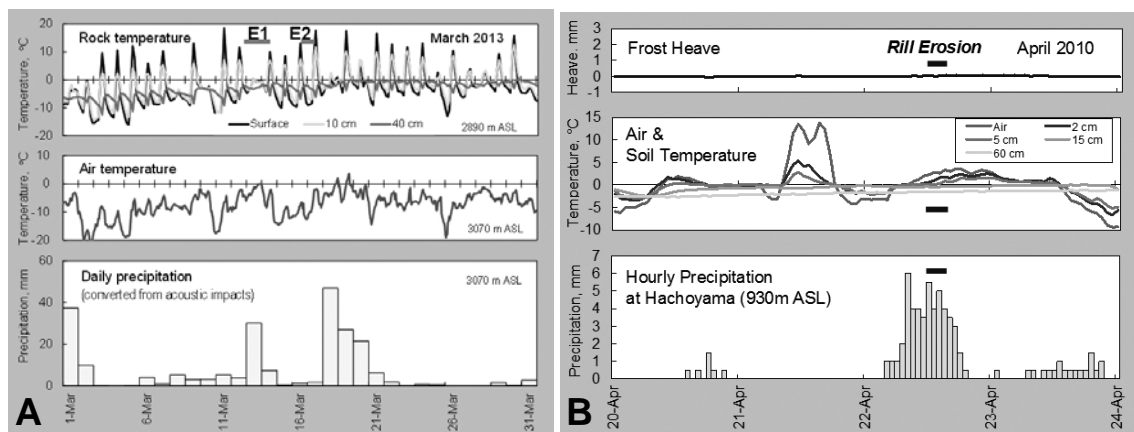 Rock temperature E1 E2 March 2013
Temperature, ºC
20
10
0
-10
-20
Surface 10 cm 40 cm 2890 m ASL
Air temperature
Temperature, ºC
10
0
-10
-20
3070 m ASL
Daily precipitation 3070 m ASL
(converted from acoustic impacts)
Precipitation, mm
60
40
20
0
1-Mar 6-Mar 11-Mar 16-Mar 21-Mar 26-Mar 31-Mar
A
Frost Heave Rill Erosion April 2010
Heave, mm
3
2
1
0
-1
Air &
Soil Temperature
Air 2 cm
5 cm 15 cm
60 cm
Temperature, °C
15
10
5
0
-5
-10
Hourly Precipitation
at Hachoyama (930m ASL)
Precipitation, mm
7
6
5
4
3
2
1
0
20-Apr 21-Apr 22-Apr 23-Apr 24-Apr
B